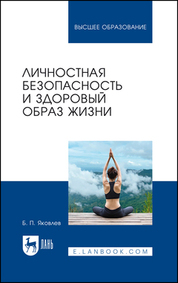 ВЫСШЕЕ ОБРАЗОВАНИЕ
ЛИЧНОСТНАЯ
БЕЗОПАСНОСТЬ
И ЗДОРОВЫЙ
ОБРАЗ ЖИЗНИ
Б. П. Яковлев
ЛАНЬ
E.LANBOOK.COM